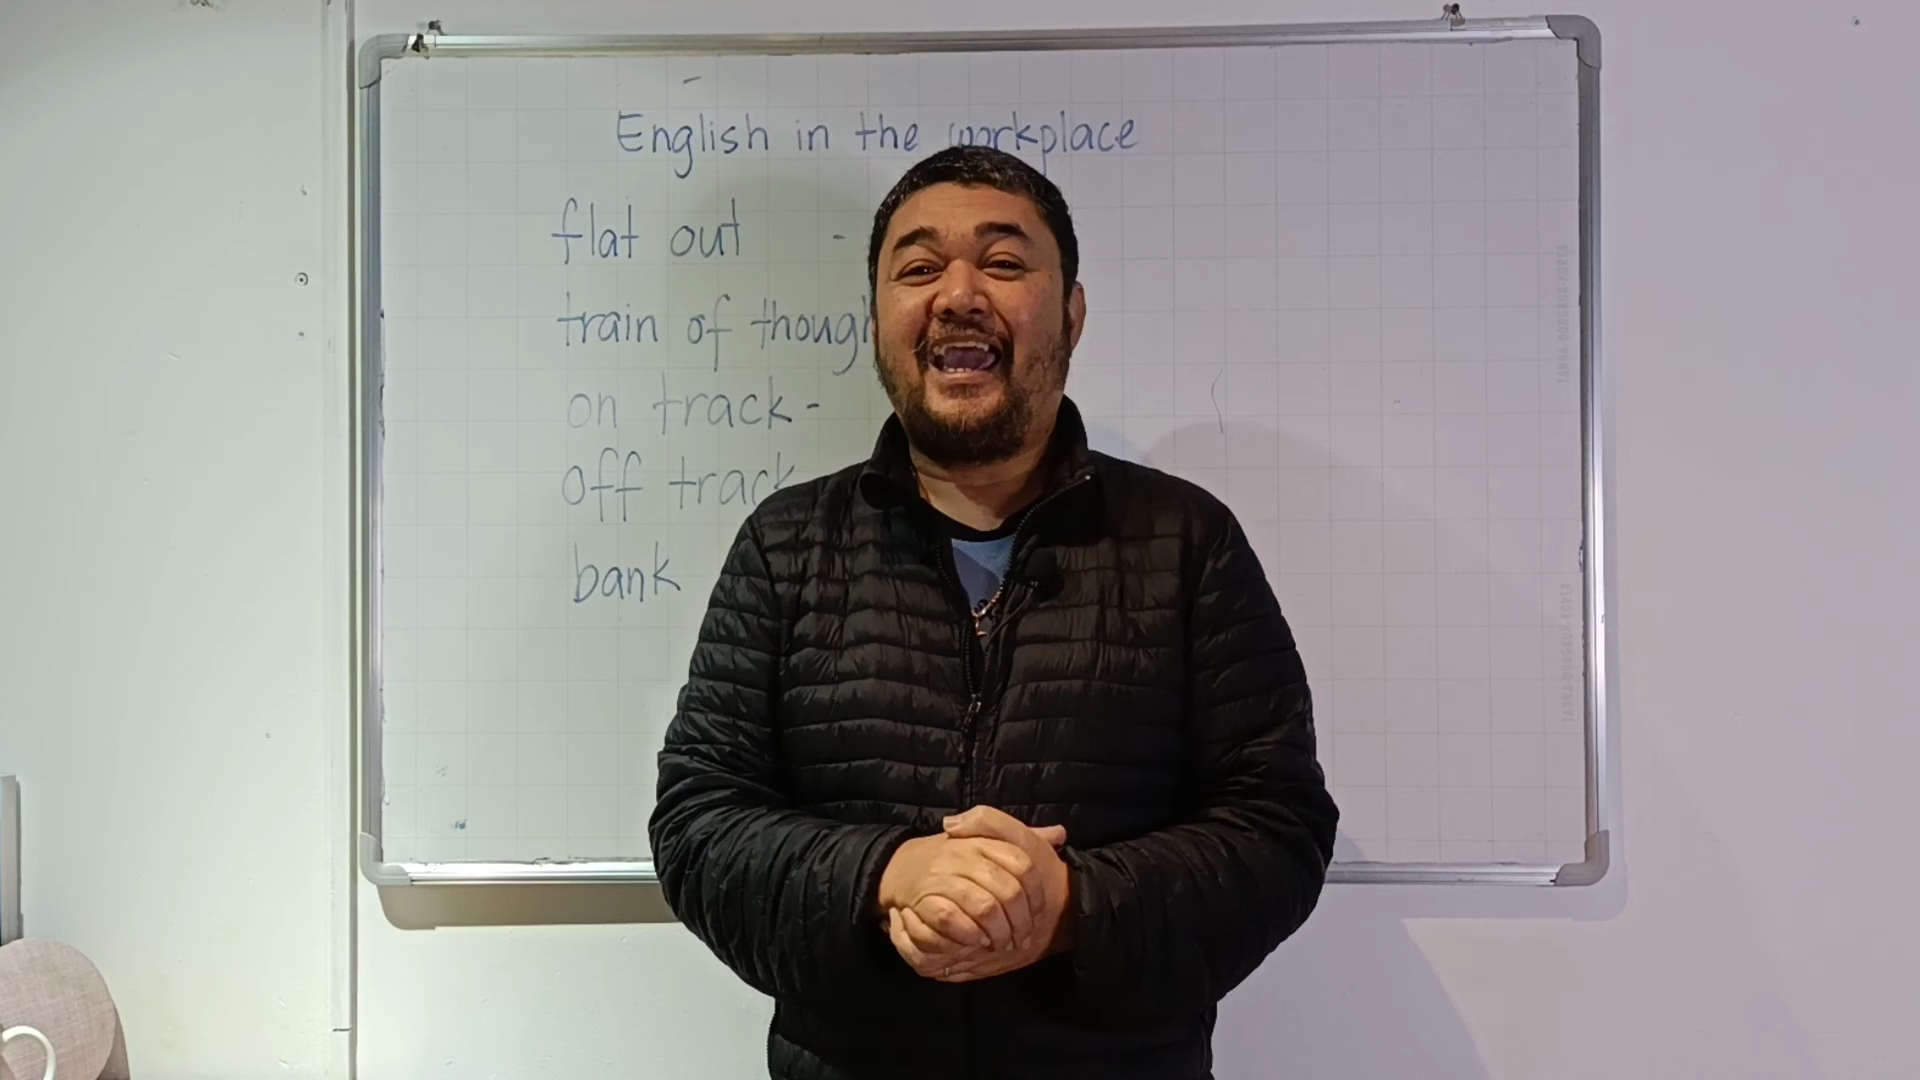 English in the workplace
flat out -
train of though
on track -
off track
bank